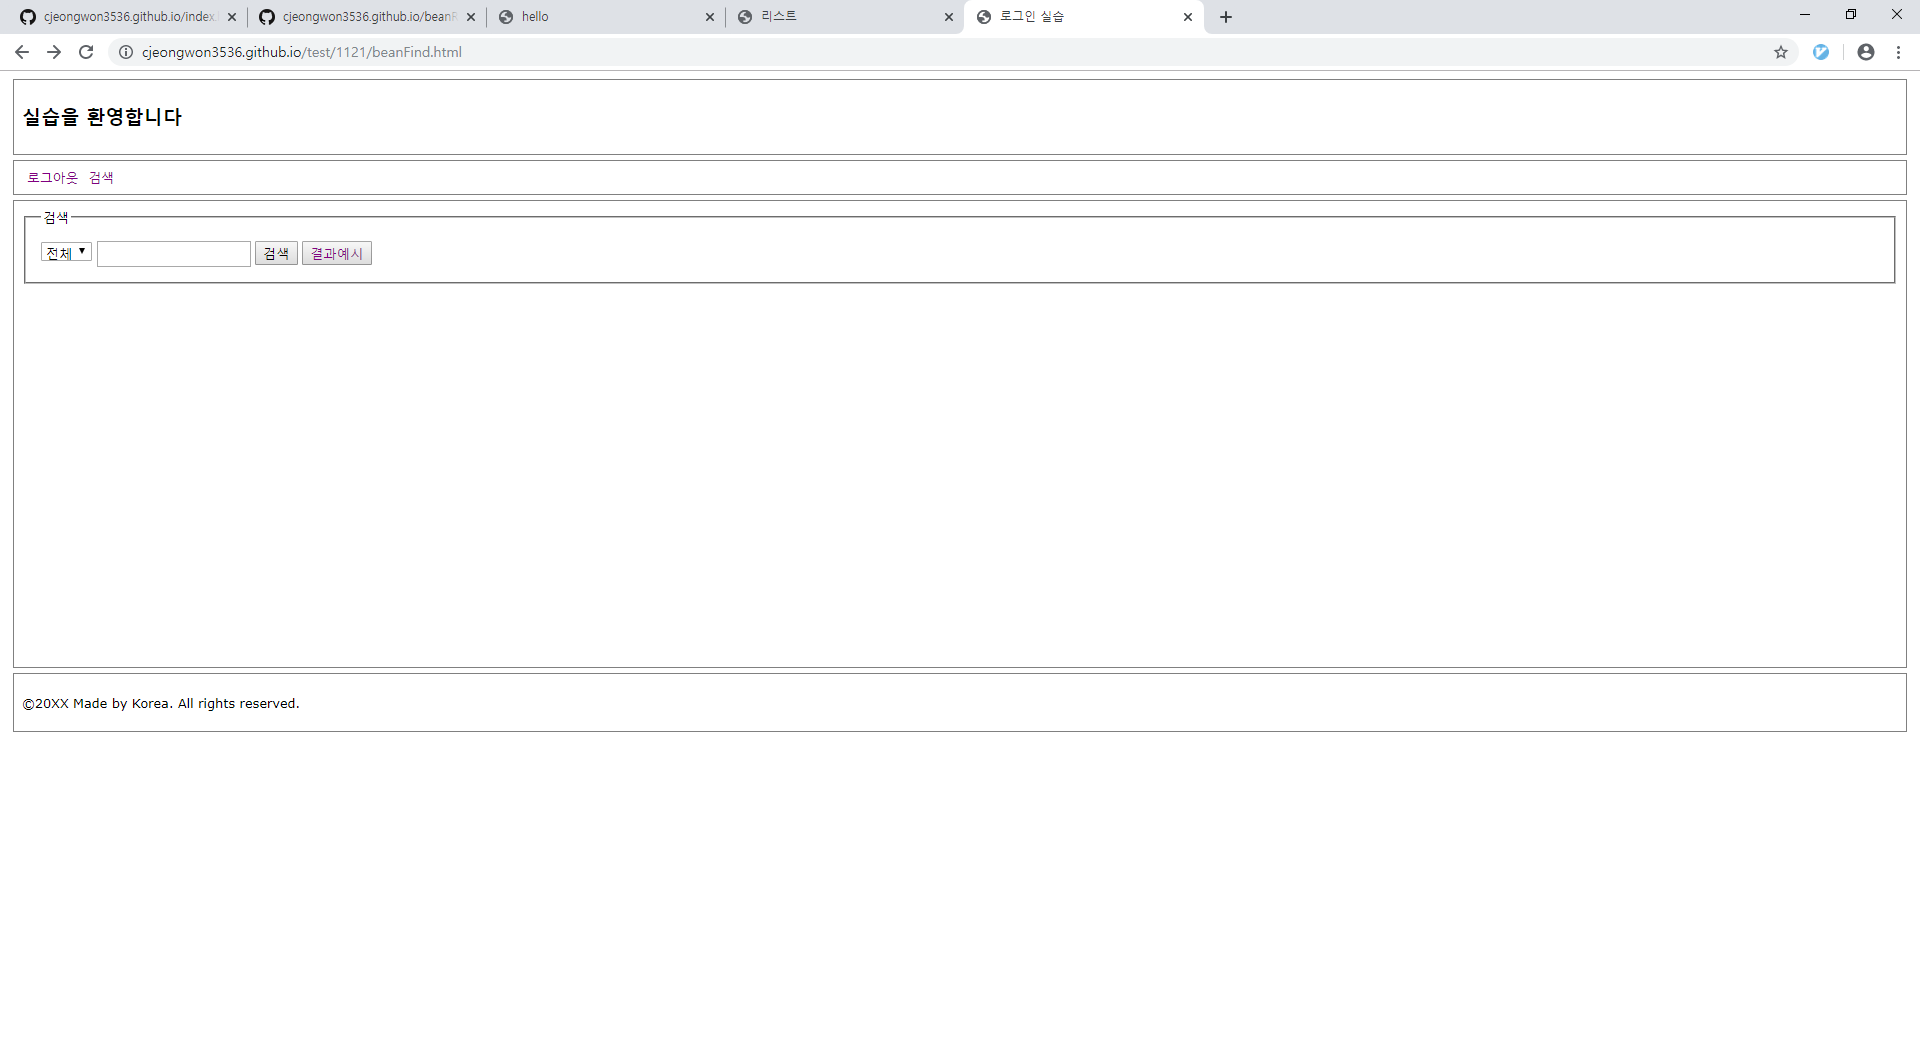 cjeongwon3536.github.io/index.
cjeongwon3536.github.io/bean
hello
리스트
로그인 실습
cjeongwon3536.github.io/test/1121/beanFind.html
실습을 환영합니다
로그아웃 검색
검색
전체 검색 결과예시
©20XX Made by Korea. All rights reserved.